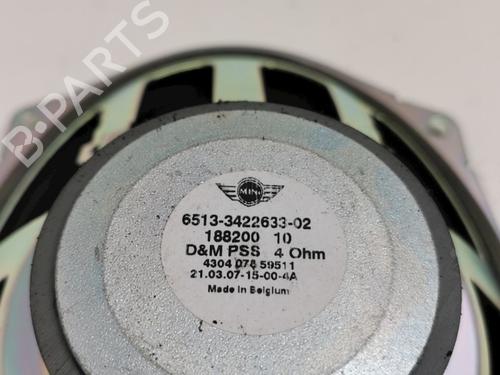 B-PARTS
MINI
6513-3422633-02
188200 10
D&M PSS 4 Ohm
4304 078 59511
21.03.07-15-00-4A
Made in Belgium